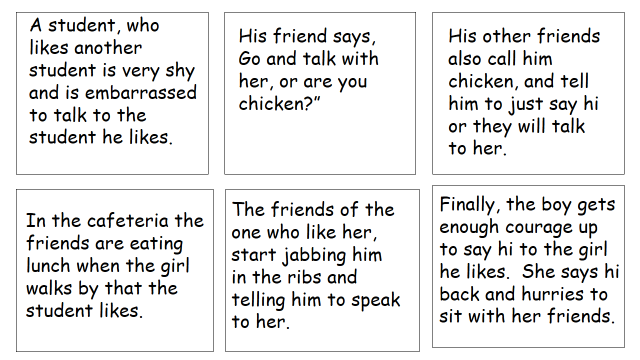 A student, who
likes another
student is very shy
and is embarrassed
to talk to the
student he likes.
His friend says,
Go and talk with
her, or are you
chicken?”
His other friends
also call him
chicken, and tell
him to just say hi
or they will talk
to her.
In the cafeteria the
friends are eating
lunch when the girl
walks by that the
student likes.
The friends of the
one who like her,
start jabbing him
in the ribs and
telling him to speak
to her.
Finally, the boy gets
enough courage up
to say hi to the girl
he likes.  She says hi
back and hurries to
sit with her friends.